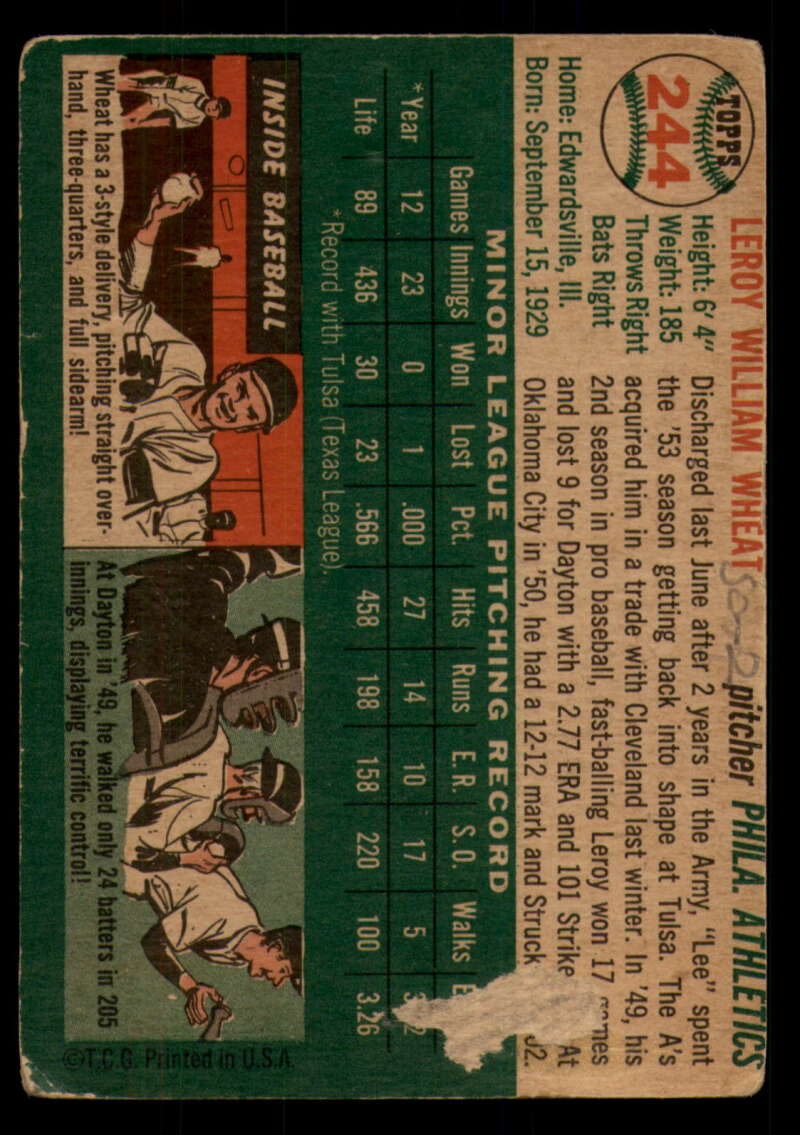 TOPPS
244
LEROY WILLIAM WHEAT pitcher PHILA. ATHLETICS
Height: 6' 4"
Weight: 185
Throws Right
Bats Right
Home: Edwardsville, Ill.
Born: September 15, 1929
Discharged last June after 2 years in the Army, "Lee" spent
the '53 season getting back into shape at Tulsa. The A's
acquired him in a trade with Cleveland last winter. In '49, his
2nd season in pro baseball, fast-balling Leroy won 17
and lost 9 for Dayton with a 2.77 ERA and 101 Strike At
Oklahoma City in '50, he had a 12-12 mark and Struck
MINOR LEAGUE PITCHING RECORD
Games Innings Won Lost Pct. Hits Runs E.R. S.O. Walks
*Year 12 23 0 1 .000 27 14 10 17 5
Life 89 436 30 23 .566 458 198 158 220 100 3.26
*Record with Tulsa (Texas League).
INSIDE BASEBALL
Wheat has a 3-style delivery, pitching straight over-
hand, three-quarters, and full sidearm!
At Dayton in '49, he walked only 24 batters in 205
innings, displaying terrific control!
©T.C.G. Printed in U.S.A.